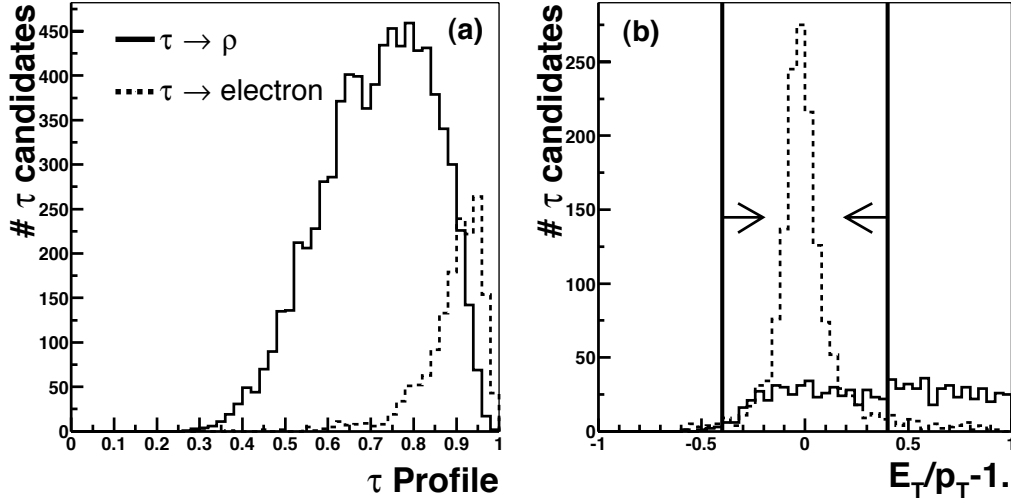 # τ candidates
450
400
350
300
250
200
150
100
50
0
0 0.1 0.2 0.3 0.4 0.5 0.6 0.7 0.8 0.9 1
τ Profile
τ → ρ
τ → electron
(a)
# τ candidates
250
200
150
100
50
0
-1 -0.5 0 0.5 1
E_T/p_T-1.
(b)